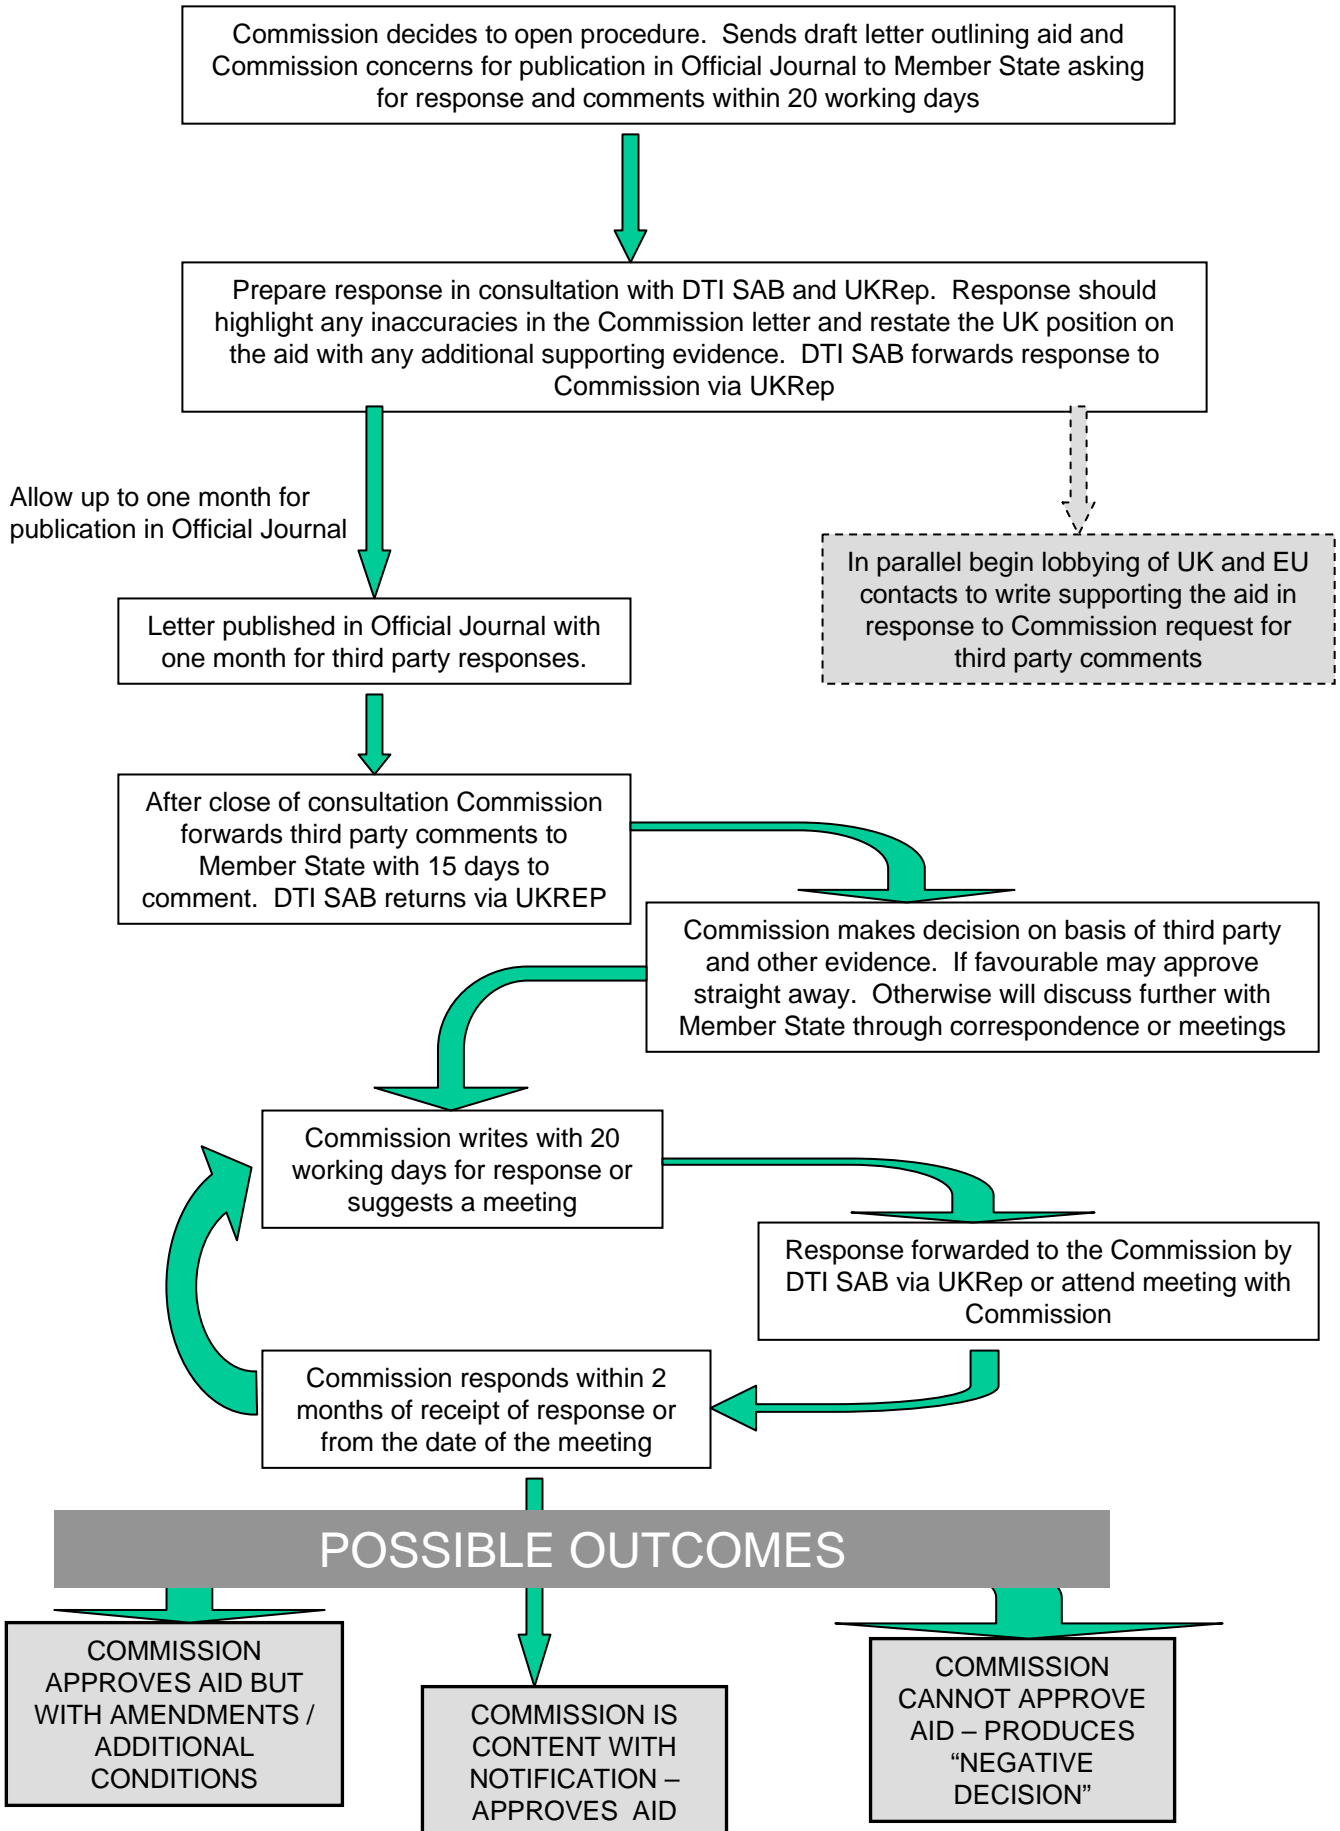 Commission decides to open procedure.  Sends draft letter outlining aid and
Commission concerns for publication in Official Journal to Member State asking
for response and comments within 20 working days
Prepare response in consultation with DTI SAB and UKRep.  Response should
highlight any inaccuracies in the Commission letter and restate the UK position on
the aid with any additional supporting evidence.  DTI SAB forwards response to
Commission via UKRep
Allow up to one month for
publication in Official Journal
In parallel begin lobbying of UK and EU
contacts to write supporting the aid in
response to Commission request for
third party comments
Letter published in Official Journal with
one month for third party responses.
After close of consultation Commission
forwards third party comments to
Member State with 15 days to
comment.  DTI SAB returns via UKREP
Commission makes decision on basis of third party
and other evidence.  If favourable may approve
straight away.  Otherwise will discuss further with
Member State through correspondence or meetings
Commission writes with 20
working days for response or
suggests a meeting
Response forwarded to the Commission by
DTI SAB via UKRep or attend meeting with
Commission
Commission responds within 2
months of receipt of response or
from the date of the meeting
POSSIBLE OUTCOMES
COMMISSION
APPROVES AID BUT
WITH AMENDMENTS /
ADDITIONAL
CONDITIONS
COMMISSION IS
CONTENT WITH
NOTIFICATION –
APPROVES  AID
COMMISSION
CANNOT APPROVE
AID – PRODUCES
“NEGATIVE
DECISION”